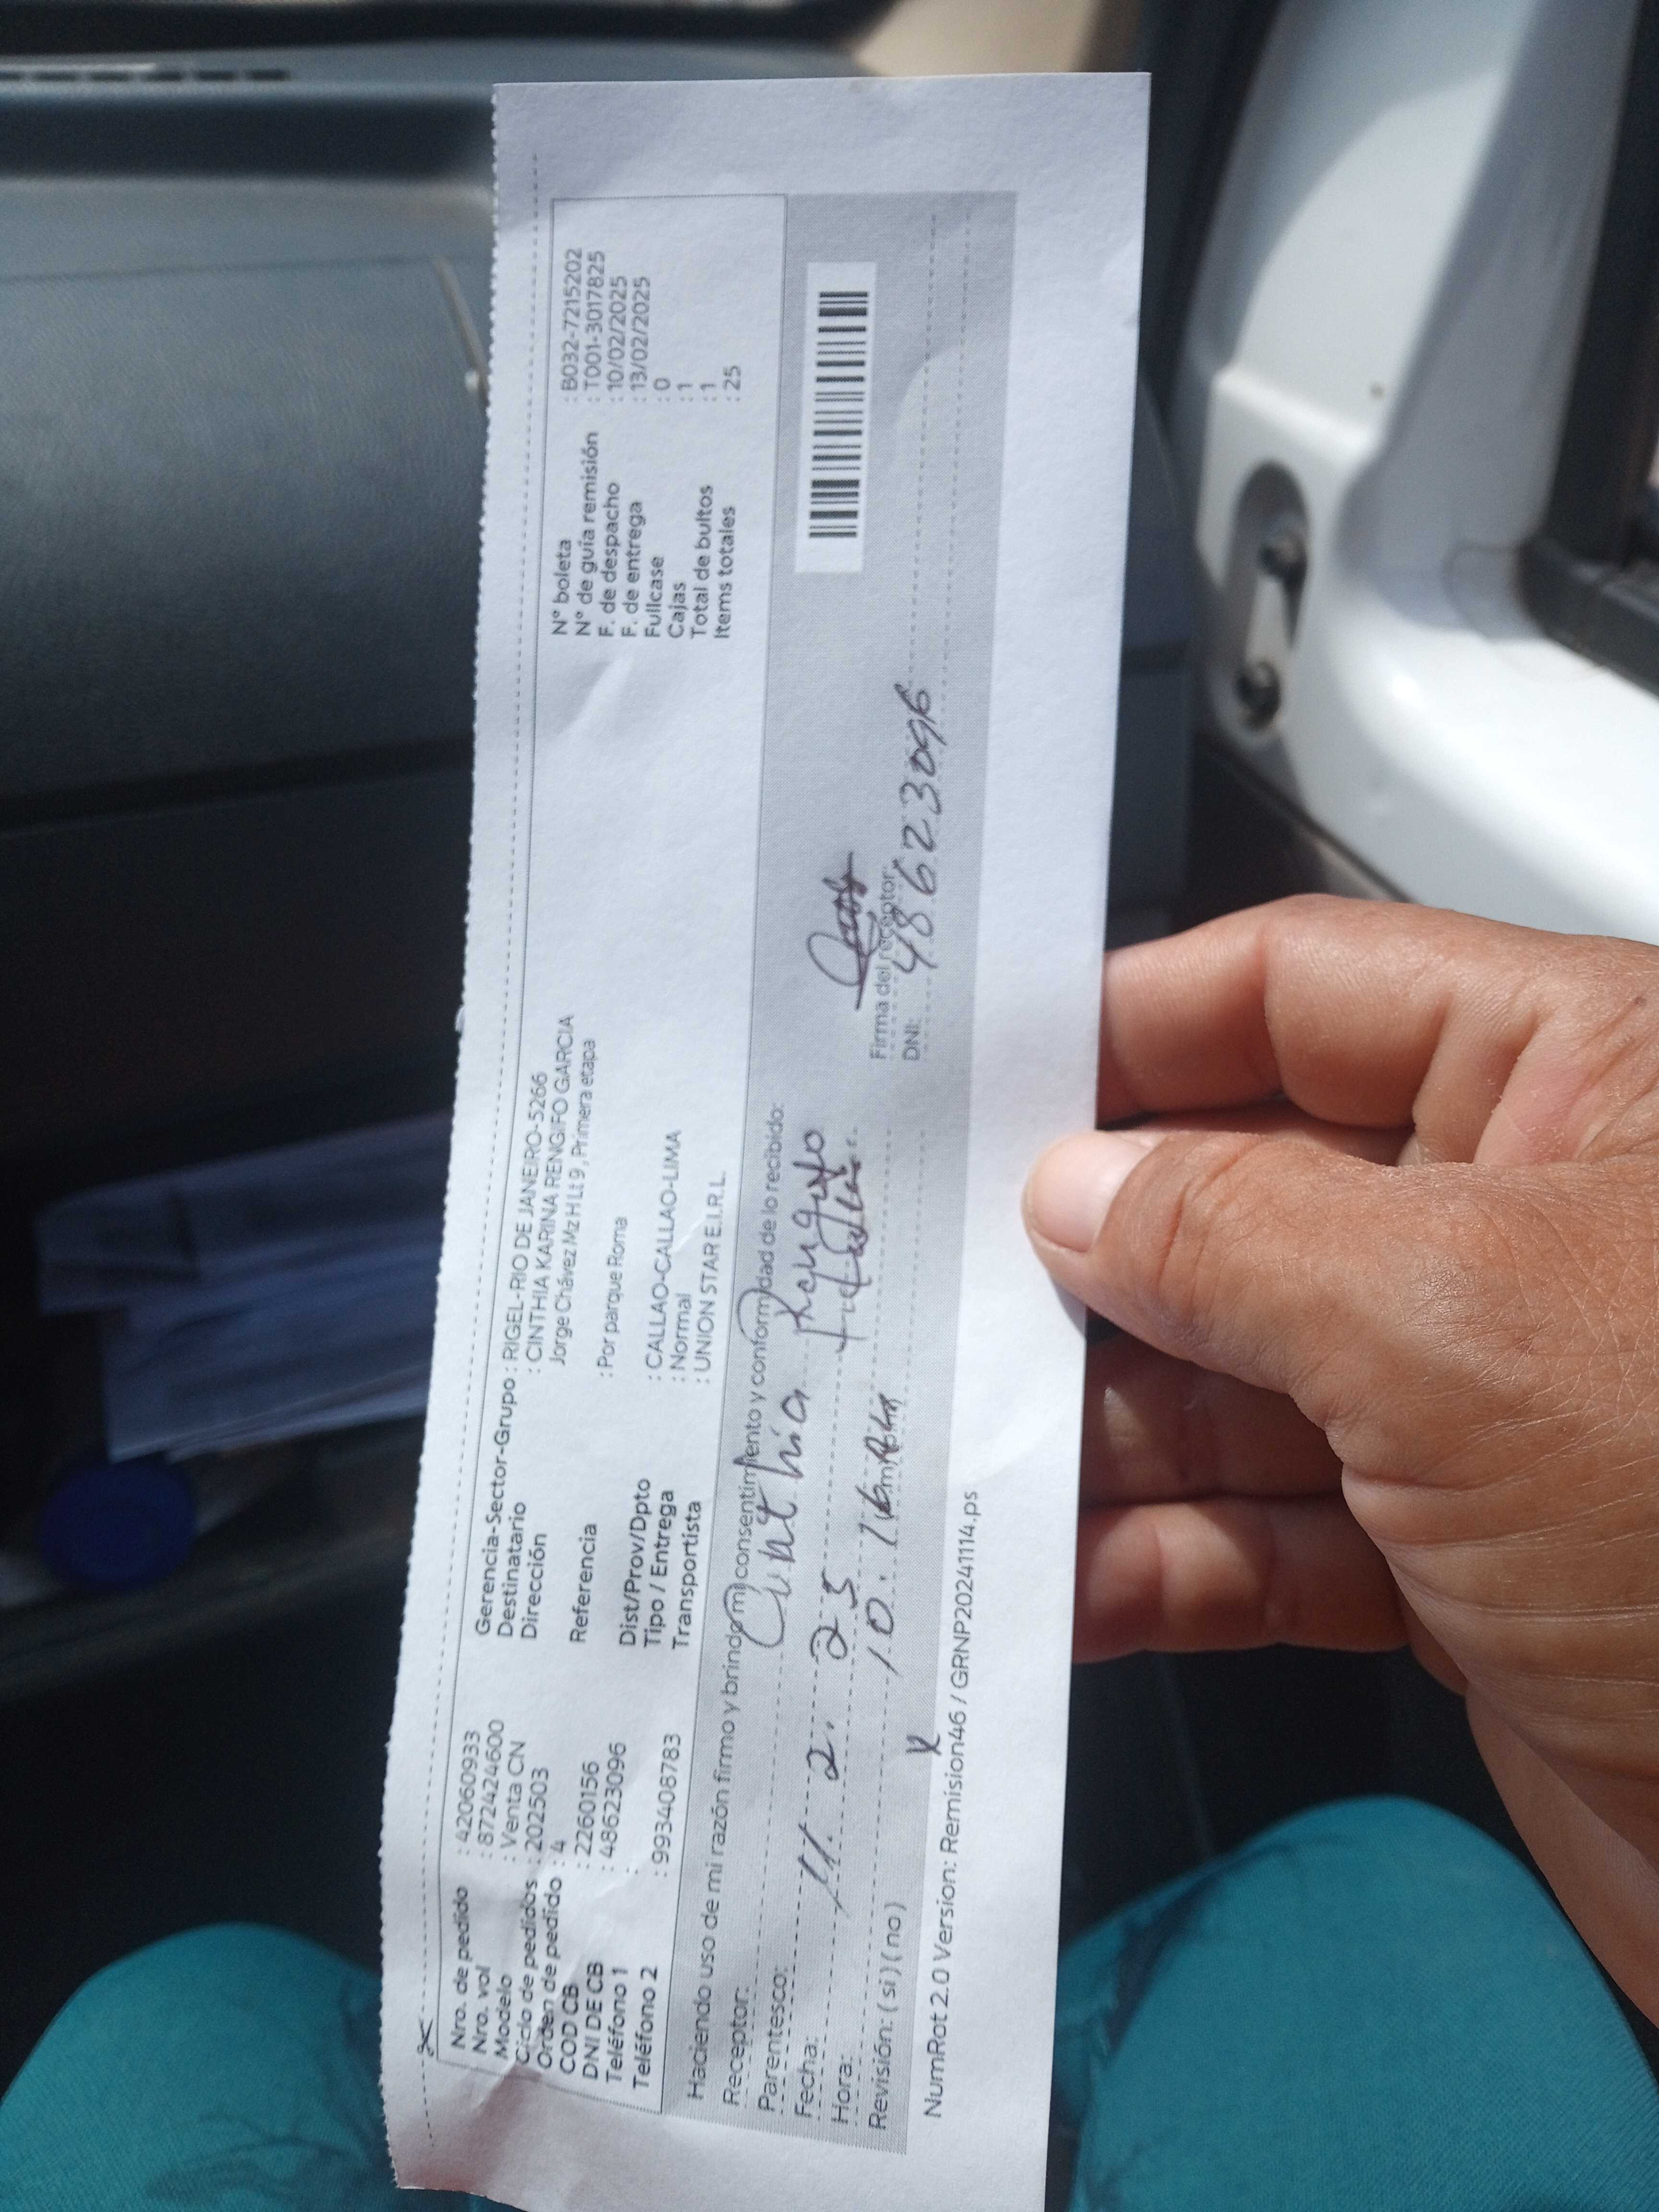 Nro. de pedido : 42060933
Nro. vol : 8724424600
Modelo : Venta CN
Ciclo de pedidos : 202503
Orden de pedido : 4
COD CB : 2260156
DNI DE CB : 48623096
Teléfono 1 :
Teléfono 2 : 993408783
Gerencia-Sector-Grupo : RIGEL-RIO DE JANEIRO-5266
Destinatario : CINTHIA KARINA RENGIFO GARCIA
Dirección Jorge Chávez Mz H Lt 9, Primera etapa
Referencia : Por parque Roma
Dist/Prov/Dpto : CALLAO-CALLAO-LIMA
Tipo / Entrega : Normal
Transportista : UNION STAR E.I.R.L.
N° boleta : B032-7215202
N° de guía remisión : T001-3017825
F. de despacho : 10/02/2025
F. de entrega : 13/02/2025
Fullcase : 0
Cajas : 1
Total de bultos : 1
Items totales : 25
Haciendo uso de mi razón firmo y brindo mi consentimiento y conformidad de lo recibido:
Receptor: Cinthia Rengifo
Parentesco: titular
Fecha: 11. 2. 25
Hora: 10.
Revisión: ( si ) ( no ) x
Firma del receptor
DNI: 48623096
NumRot 2.0 Version: Remision46 / GRNP20241114.ps